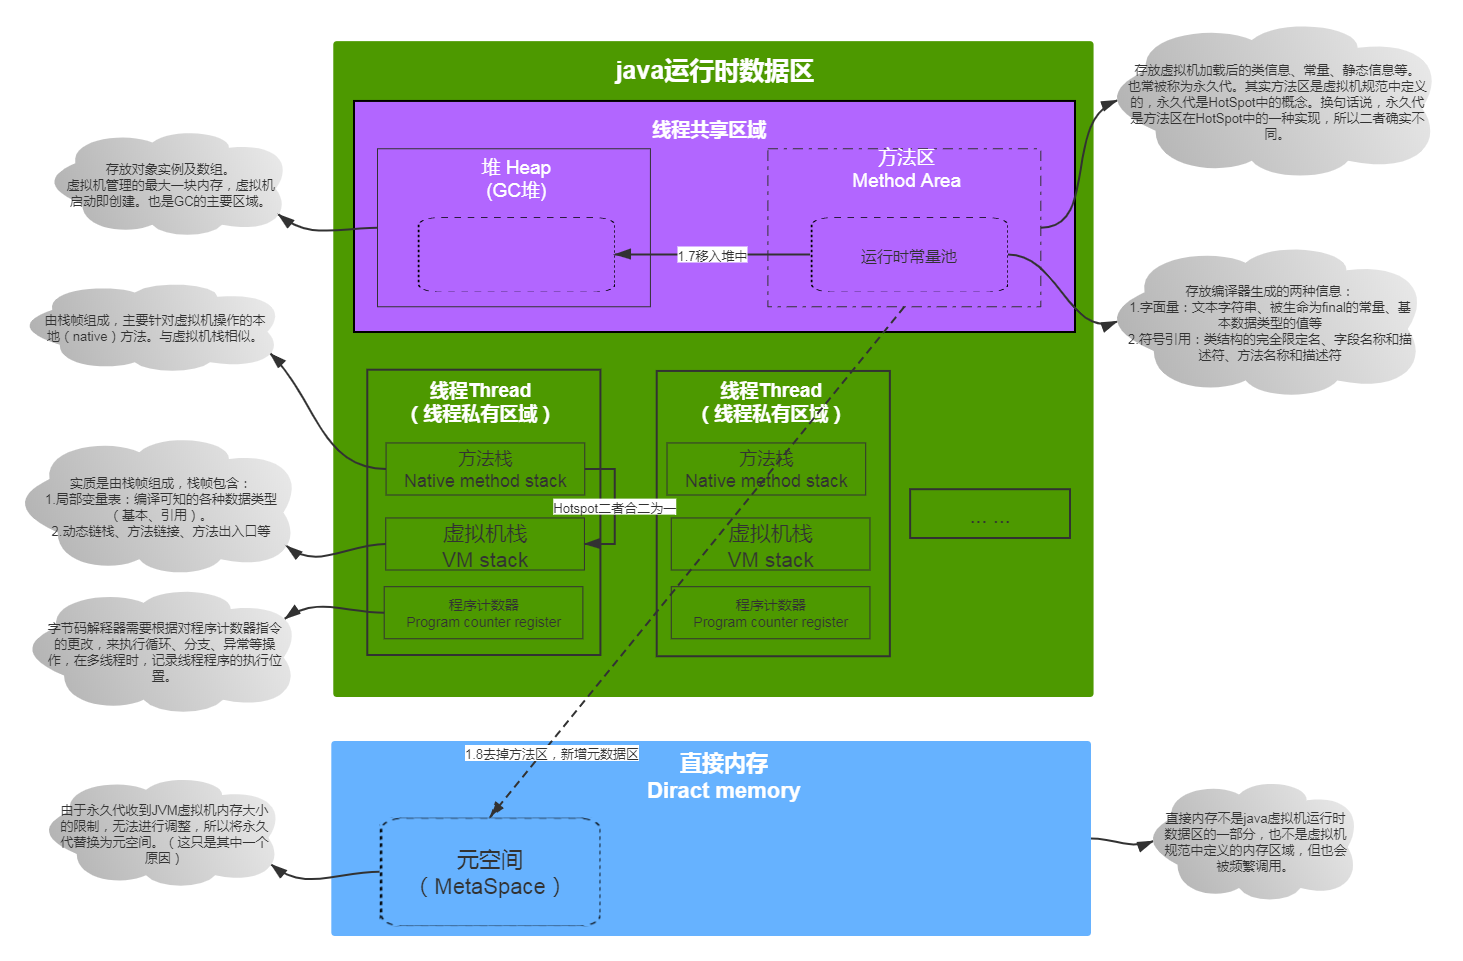 java运行时数据区
线程共享区域
堆 Heap
(GC堆)
方法区
Method Area
运行时常量池
1.7移入堆中
存放对象实例及数组。
虚拟机管理的最大一块内存，虚拟机
启动即创建。也是GC的主要区域。
存放虚拟机加载后的类信息、常量、静态信息等。
也常被称为永久代。其实方法区是虚拟机规范中定义
的，永久代是HotSpot中的概念。换句话说，永久代
是方法区在HotSpot中的一种实现，所以二者确实不
同。
存放编译器生成的两种信息：
1.字面量：文本字符串、被生命为final的常量、基
本数据类型的值等
2.符号引用：类结构的完全限定名、字段名称和描
述符、方法名称和描述符
由栈帧组成，主要针对虚拟机操作的本
地（native）方法。与虚拟机栈相似。
线程Thread
（线程私有区域）
方法栈
Native method stack
Hotspot二者合二为一
虚拟机栈
VM stack
程序计数器
Program counter register
线程Thread
（线程私有区域）
方法栈
Native method stack
虚拟机栈
VM stack
程序计数器
Program counter register
... ...
实质是由栈帧组成，栈帧包含：
1.局部变量表：编译可知的各种数据类型
（基本、引用）。
2.动态链栈、方法链接、方法出入口等
字节码解释器需要根据对程序计数器指令
的更改，来执行循环、分支、异常等操
作，在多线程时，记录线程程序的执行位
置。
1.8去掉方法区，新增元数据区
直接内存
Diract memory
元空间
（MetaSpace）
由于永久代收到JVM虚拟机内存大小
的限制，无法进行调整，所以将永久
代替换为元空间。（这只是其中一个
原因）
直接内存不是java虚拟机运行时
数据区的一部分，也不是虚拟机
规范中定义的内存区域，但也会
被频繁调用。